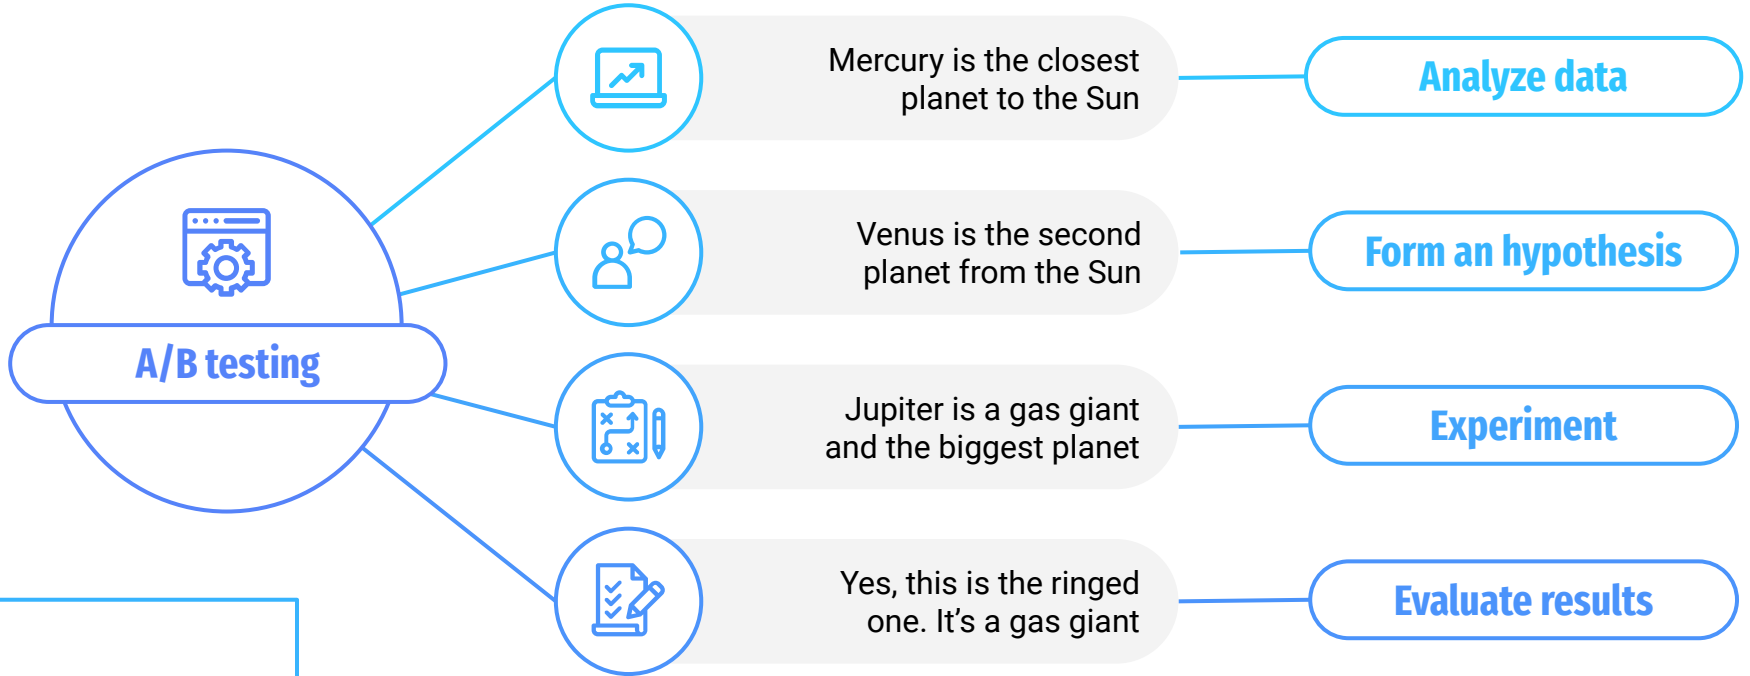 A/B testing
Mercury is the closest
planet to the Sun
Analyze data
Venus is the second
planet from the Sun
Form an hypothesis
Jupiter is a gas giant
and the biggest planet
Experiment
Yes, this is the ringed
one. It’s a gas giant
Evaluate results